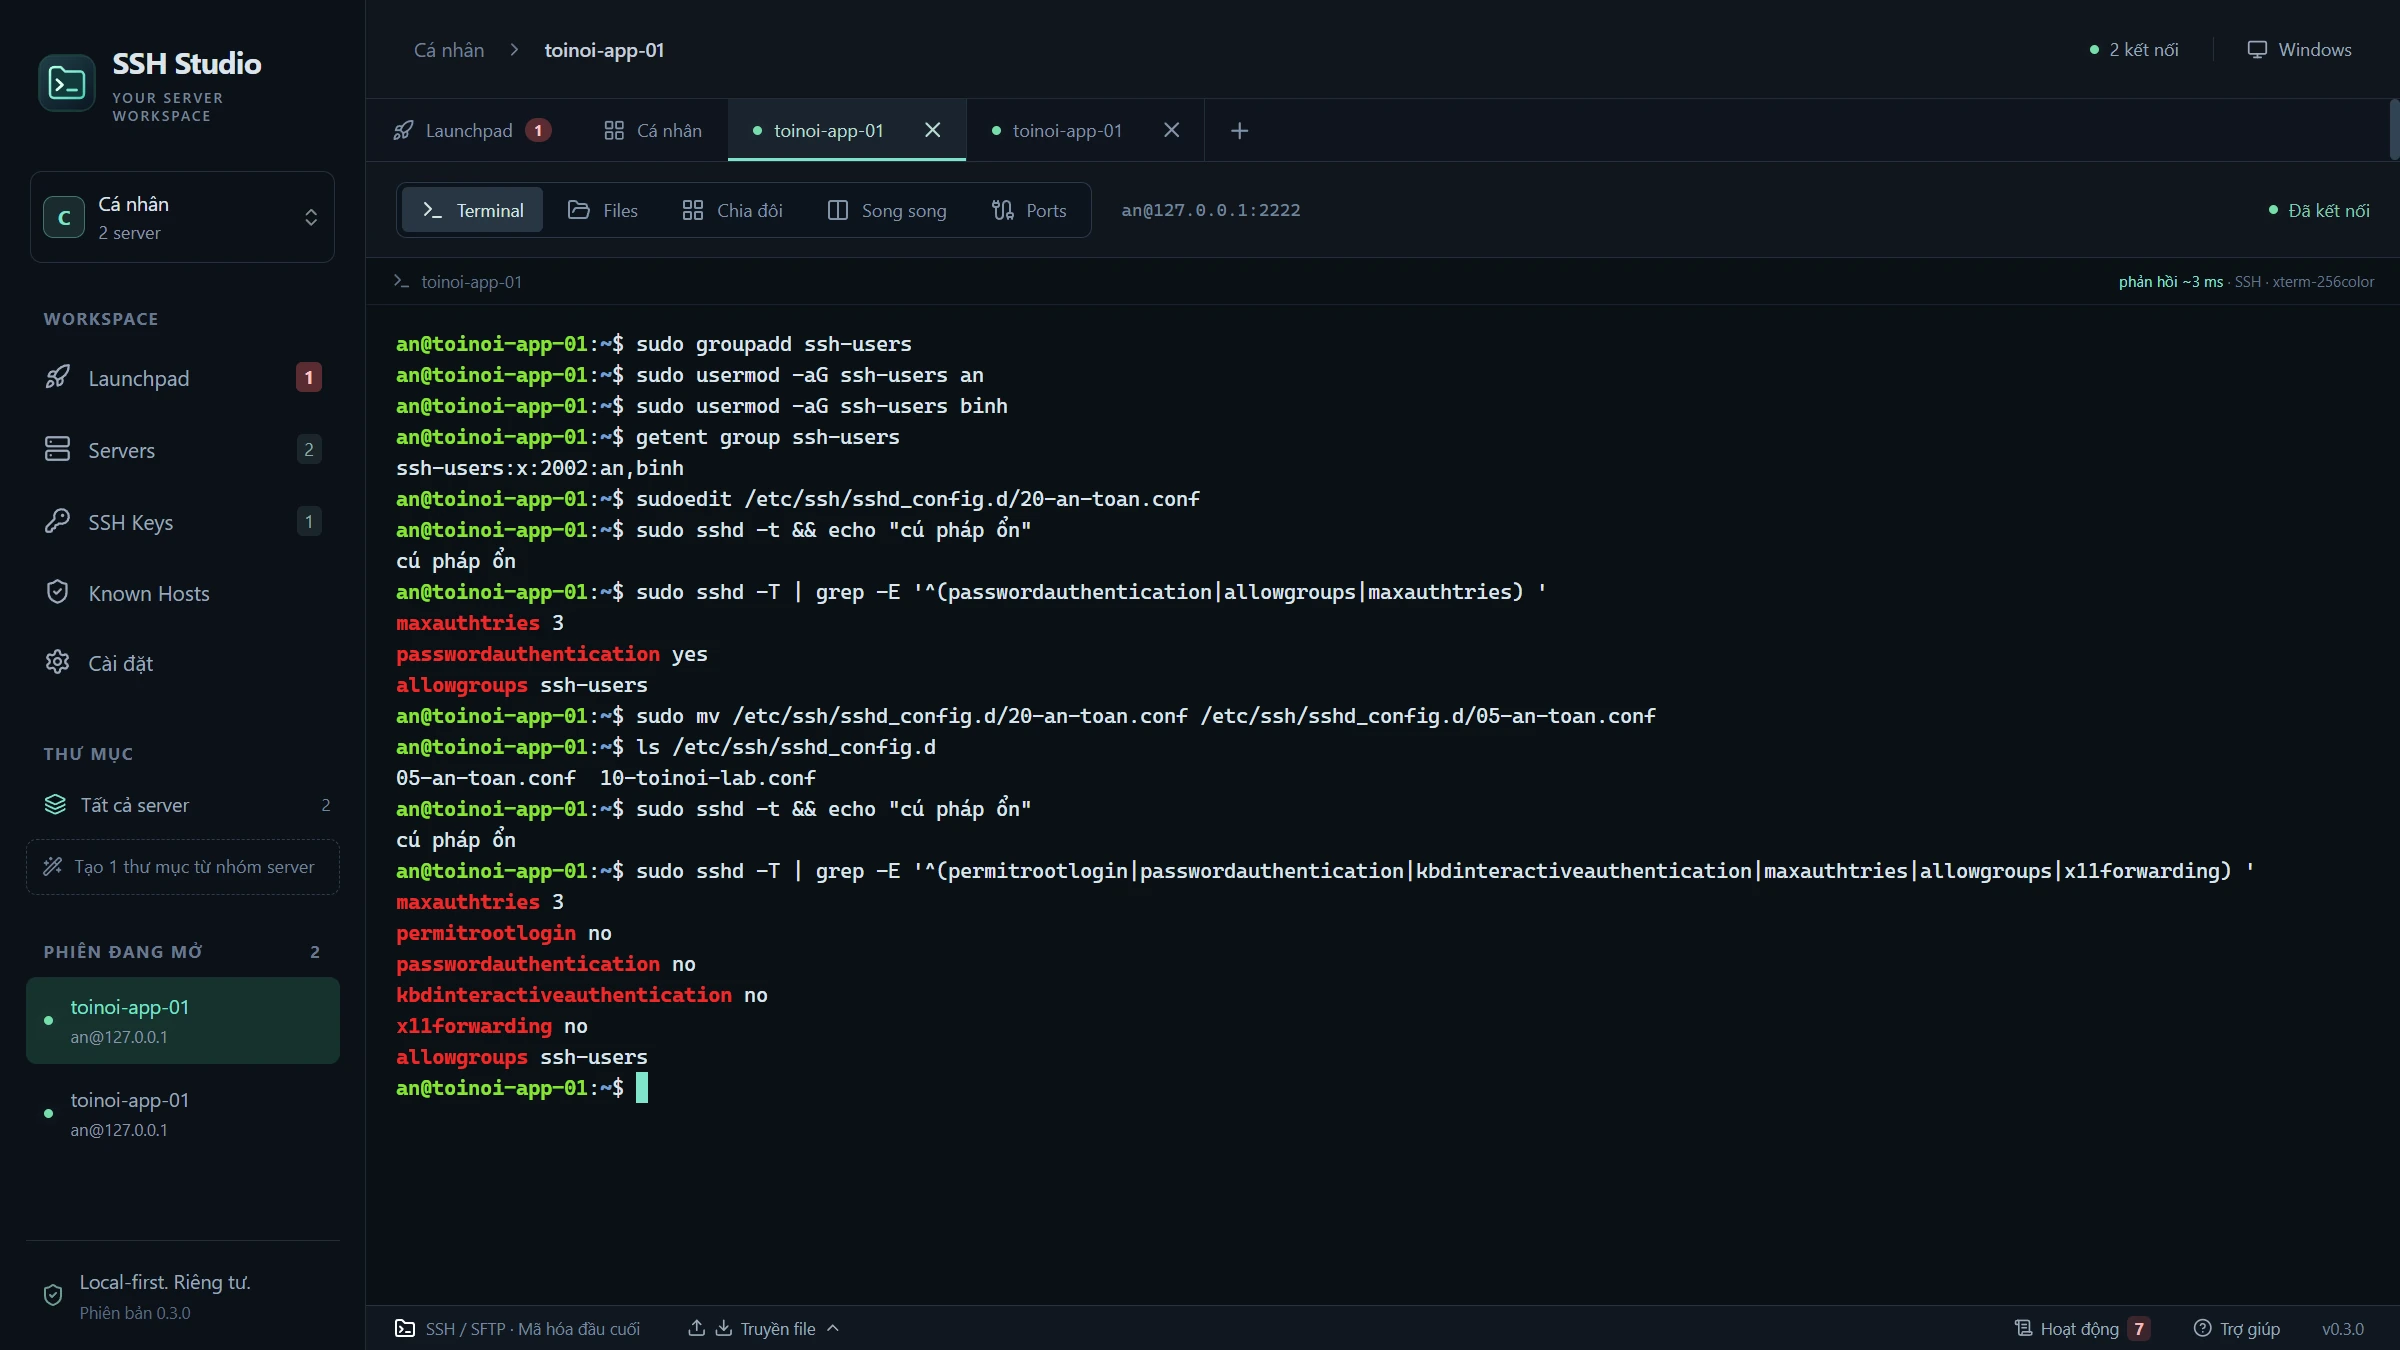 SSH Studio
YOUR SERVER
WORKSPACE
C
Cá nhân
2 server
WORKSPACE
Launchpad 1
Servers 2
SSH Keys 1
Known Hosts
Cài đặt
THƯ MỤC
Tất cả server 2
Tạo 1 thư mục từ nhóm server
PHIÊN ĐANG MỞ 2
toinoi-app-01
an@127.0.0.1
toinoi-app-01
an@127.0.0.1
Local-first. Riêng tư.
Phiên bản 0.3.0
Cá nhân > toinoi-app-01
2 kết nối
Windows
Launchpad 1
Cá nhân
toinoi-app-01
toinoi-app-01
Terminal
Files
Chia đôi
Song song
Ports
an@127.0.0.1:2222
Đã kết nối
toinoi-app-01
phản hồi ~3 ms · SSH · xterm-256color
an@toinoi-app-01:~$ sudo groupadd ssh-users
an@toinoi-app-01:~$ sudo usermod -aG ssh-users an
an@toinoi-app-01:~$ sudo usermod -aG ssh-users binh
an@toinoi-app-01:~$ getent group ssh-users
ssh-users:x:2002:an,binh
an@toinoi-app-01:~$ sudoedit /etc/ssh/sshd_config.d/20-an-toan.conf
an@toinoi-app-01:~$ sudo sshd -t && echo "cú pháp ổn"
cú pháp ổn
an@toinoi-app-01:~$ sudo sshd -T | grep -E '^(passwordauthentication|allowgroups|maxauthtries) '
maxauthtries 3
passwordauthentication yes
allowgroups ssh-users
an@toinoi-app-01:~$ sudo mv /etc/ssh/sshd_config.d/20-an-toan.conf /etc/ssh/sshd_config.d/05-an-toan.conf
an@toinoi-app-01:~$ ls /etc/ssh/sshd_config.d
05-an-toan.conf  10-toinoi-lab.conf
an@toinoi-app-01:~$ sudo sshd -t && echo "cú pháp ổn"
cú pháp ổn
an@toinoi-app-01:~$ sudo sshd -T | grep -E '^(permitrootlogin|passwordauthentication|kbdinteractiveauthentication|maxauthtries|allowgroups|x11forwarding) '
maxauthtries 3
permitrootlogin no
passwordauthentication no
kbdinteractiveauthentication no
x11forwarding no
allowgroups ssh-users
an@toinoi-app-01:~$
SSH / SFTP · Mã hóa đầu cuối
Truyền file
Hoạt động 7
Trợ giúp
v0.3.0